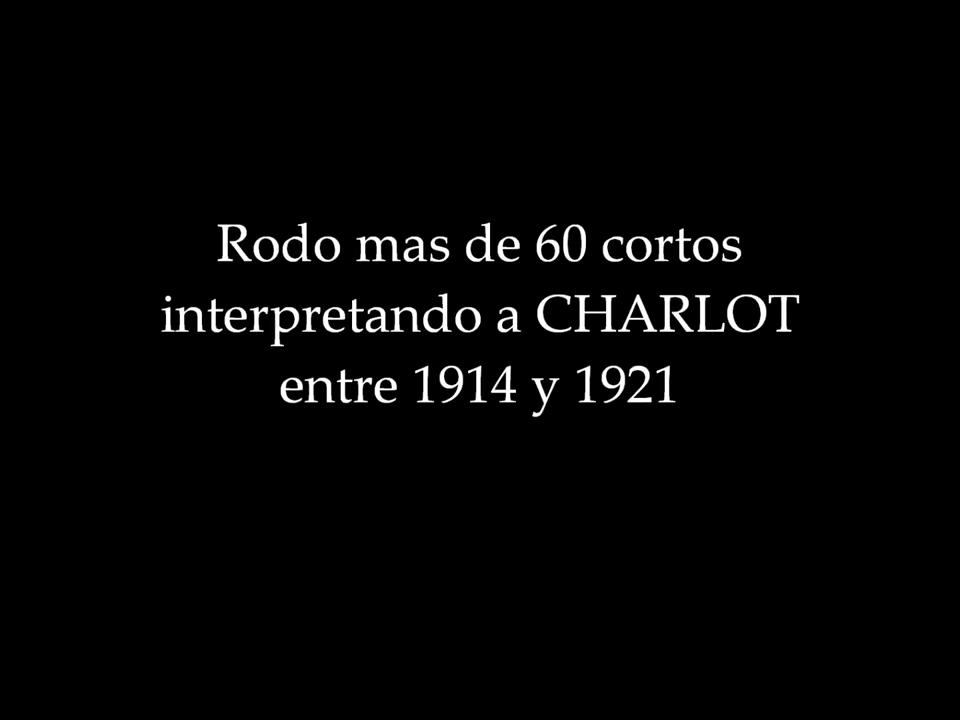 Rodo mas de 60 cortos
interpretando a CHARLOT
entre 1914 y 1921